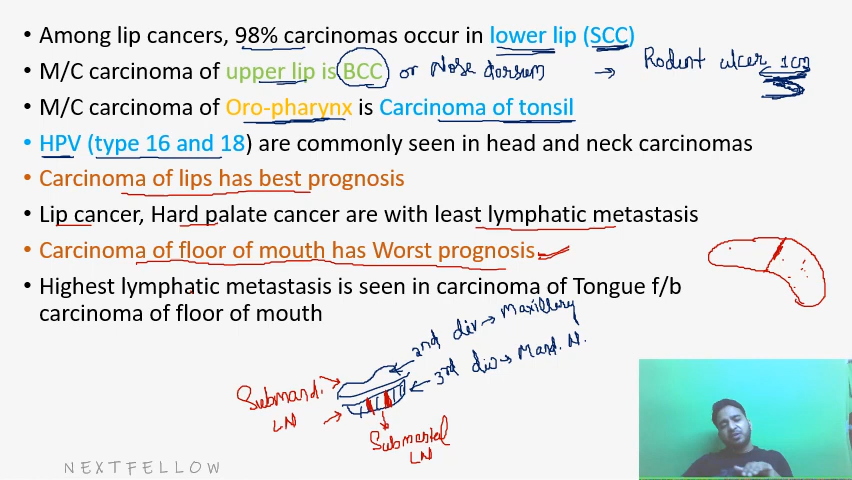 • Among lip cancers, 98% carcinomas occur in lower lip (SCC)
• M/C carcinoma of upper lip is BCC or Nose dorsum → Rodent ulcer
• M/C carcinoma of Oro-pharynx is Carcinoma of tonsil
• HPV (type 16 and 18) are commonly seen in head and neck carcinomas
• Carcinoma of lips has best prognosis
• Lip cancer, Hard palate cancer are with least lymphatic metastasis
• Carcinoma of floor of mouth has Worst prognosis
• Highest lymphatic metastasis is seen in carcinoma of Tongue f/b
carcinoma of floor of mouth
2nd div → Maxillary
3rd div → Mand. N.
Submand.
LN
Submental
LN
NEXTFELLOW